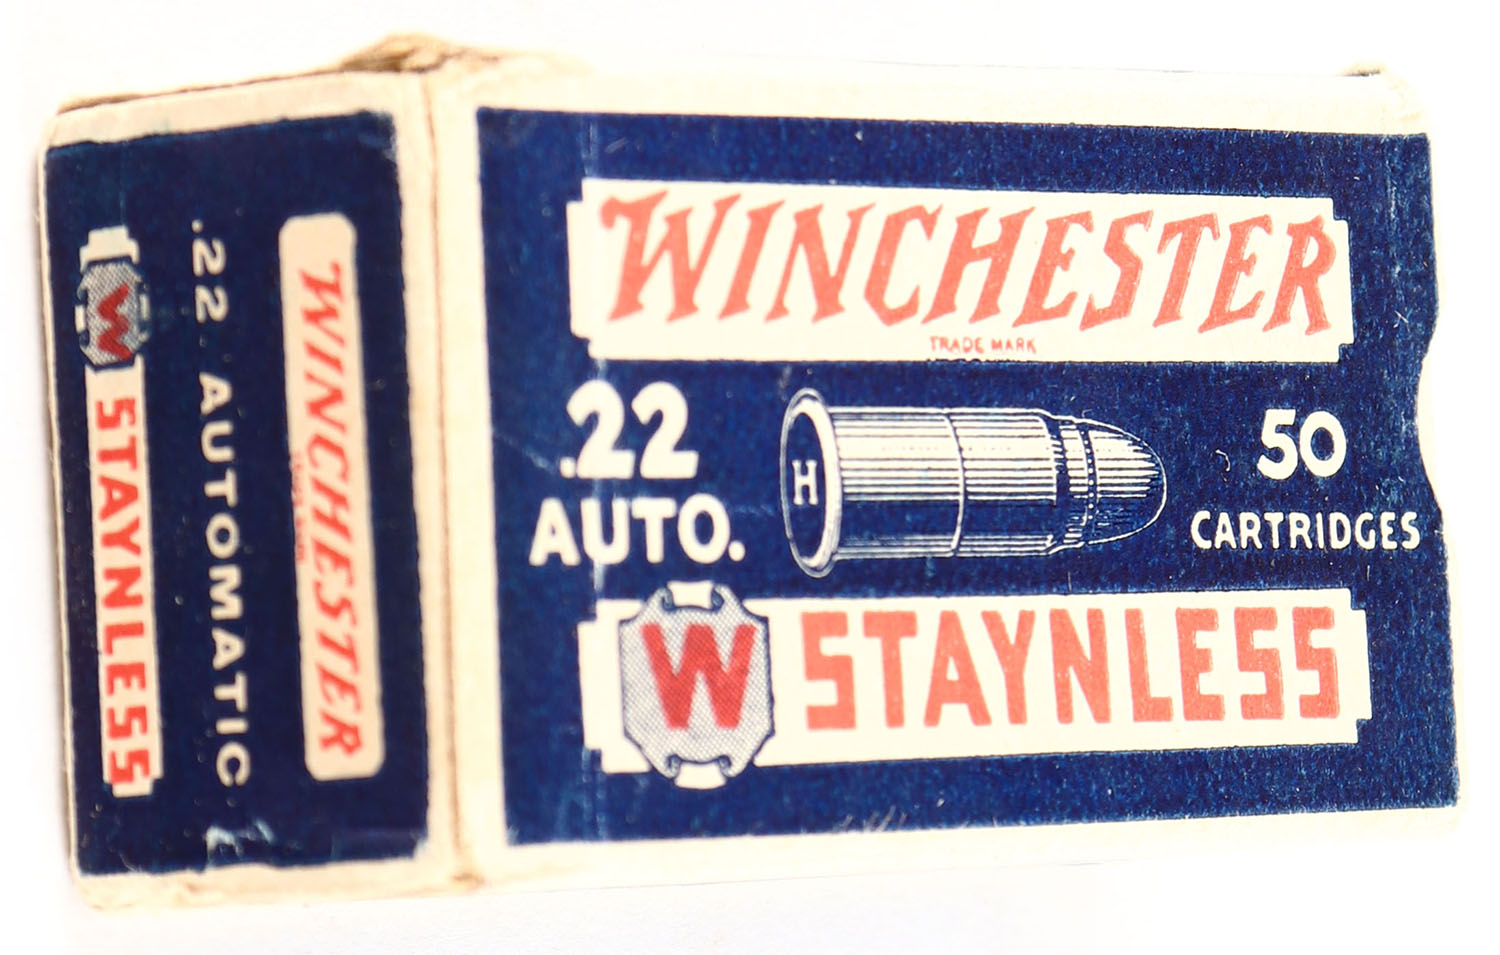 WINCHESTER
TRADE MARK
.22
AUTO.
H
50
CARTRIDGES
W STAYNLESS
WINCHESTER
.22 AUTOMATIC
W STAYNLESS